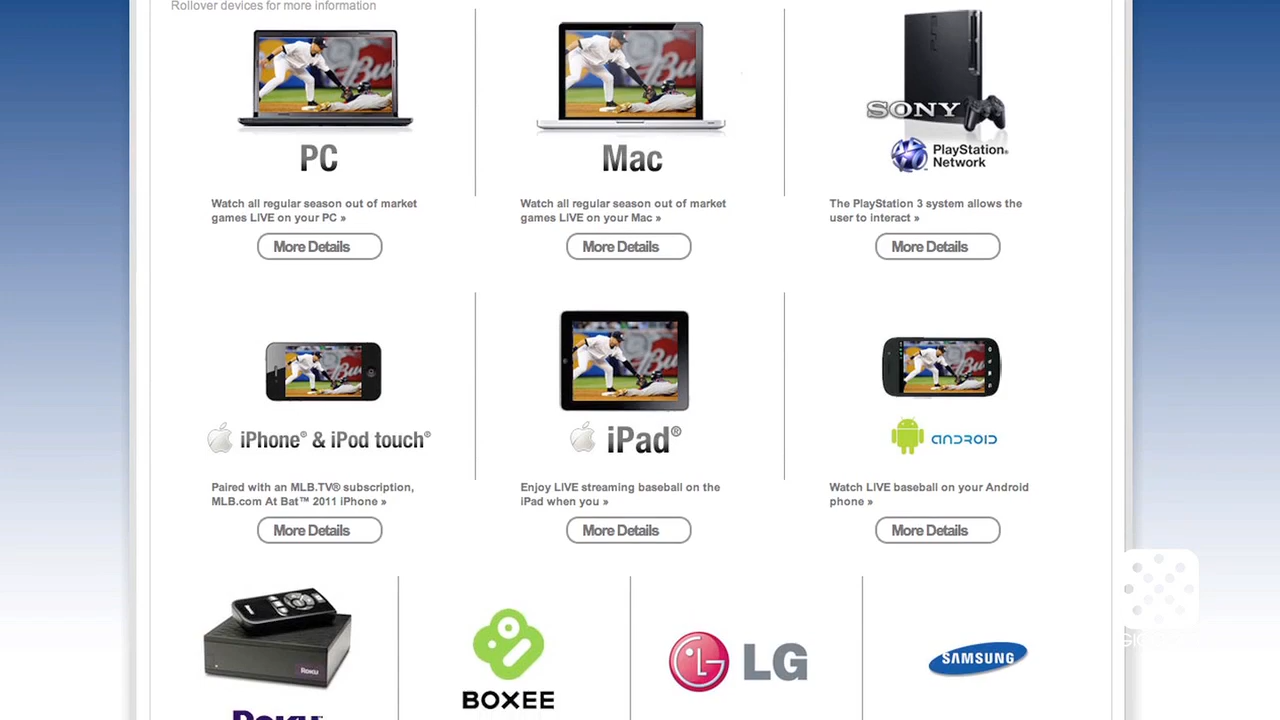 Rollover devices for more information
PC
Mac
SONY
PlayStation®
Network
Watch all regular season out of market
games LIVE on your PC »
Watch all regular season out of market
games LIVE on your Mac »
The PlayStation 3 system allows the
user to interact »
More Details
More Details
More Details
iPhone® & iPod touch®
iPad®
ANDROID
Paired with an MLB.TV® subscription,
MLB.com At Bat™ 2011 iPhone »
Enjoy LIVE streaming baseball on the
iPad when you »
Watch LIVE baseball on your Android
phone »
More Details
More Details
More Details
ROKU
BOXEE
LG
SAMSUNG
ROKU